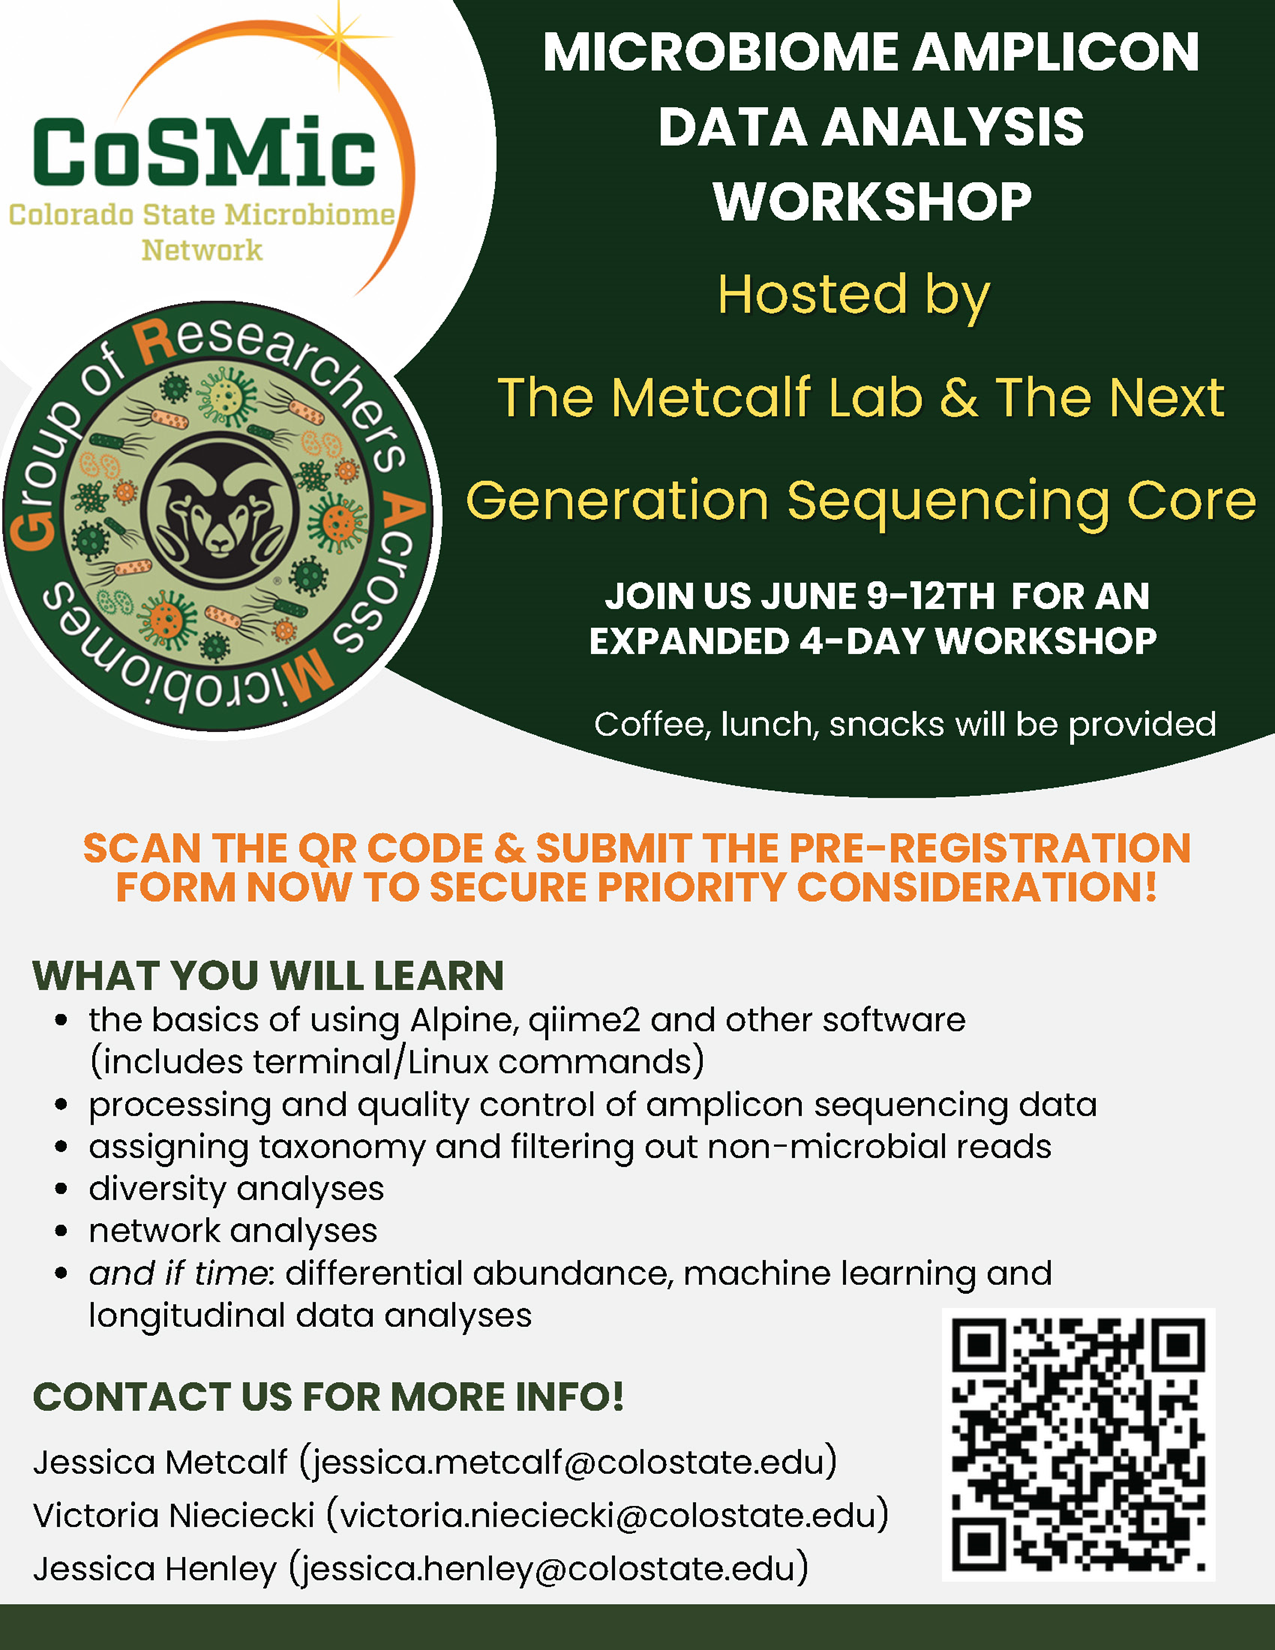 CoSMic
Colorado State Microbiome
Network
Group of Researchers Across Microbiomes
®
MICROBIOME AMPLICON
DATA ANALYSIS
WORKSHOP
Hosted by
The Metcalf Lab & The Next
Generation Sequencing Core
JOIN US JUNE 9-12TH FOR AN
EXPANDED 4-DAY WORKSHOP
Coffee, lunch, snacks will be provided
SCAN THE QR CODE & SUBMIT THE PRE-REGISTRATION
FORM NOW TO SECURE PRIORITY CONSIDERATION!
WHAT YOU WILL LEARN
• the basics of using Alpine, qiime2 and other software
(includes terminal/Linux commands)
• processing and quality control of amplicon sequencing data
• assigning taxonomy and filtering out non-microbial reads
• diversity analyses
• network analyses
• and if time: differential abundance, machine learning and
longitudinal data analyses
CONTACT US FOR MORE INFO!
Jessica Metcalf (jessica.metcalf@colostate.edu)
Victoria Nieciecki (victoria.nieciecki@colostate.edu)
Jessica Henley (jessica.henley@colostate.edu)